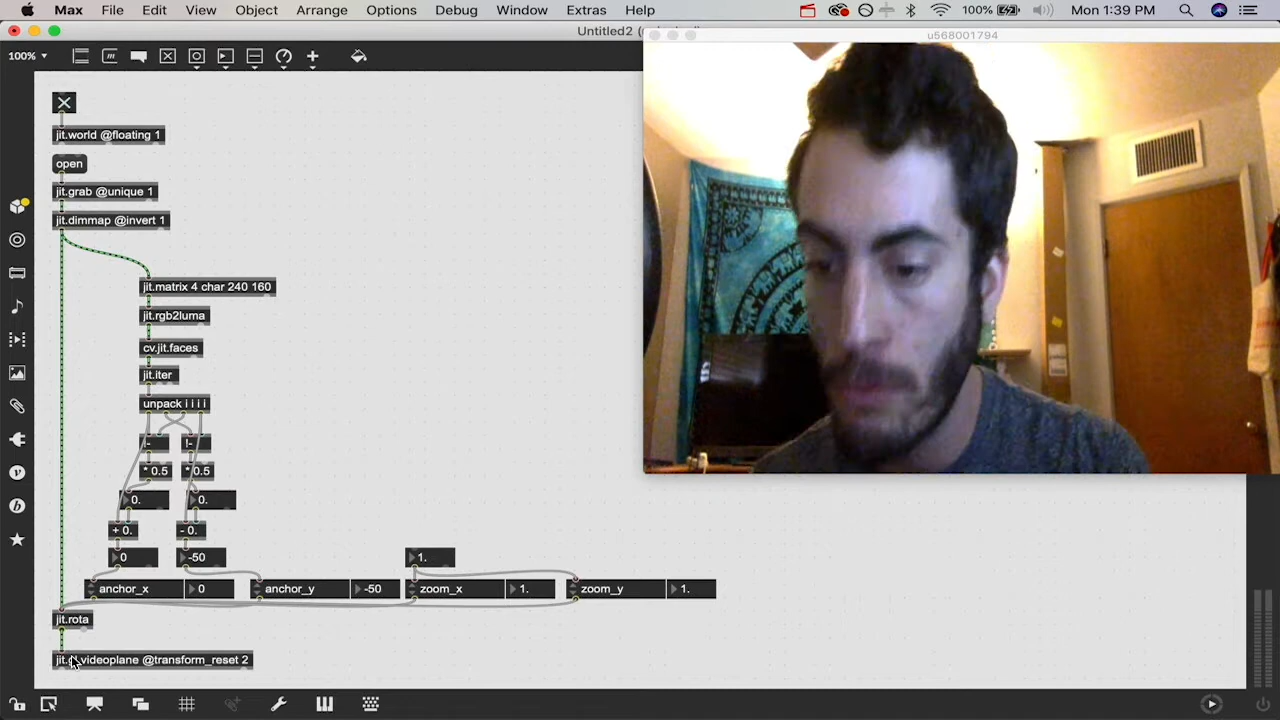 Max File Edit View Object Arrange Options Debug Window Extras Help 100% Mon 1:39 PM
Untitled2
u568001794
100%
jit.world @floating 1
open
jit.grab @unique 1
jit.dimmap @invert 1
jit.matrix 4 char 240 160
jit.rgb2luma
cv.jit.faces
jit.iter
unpack i i i i
- !-
* 0.5 * 0.5
0. 0.
+ 0. - 0.
0 -50 1.
anchor_x 0 anchor_y -50 zoom_x 1. zoom_y 1.
jit.rota
videoplane @transform_reset 2